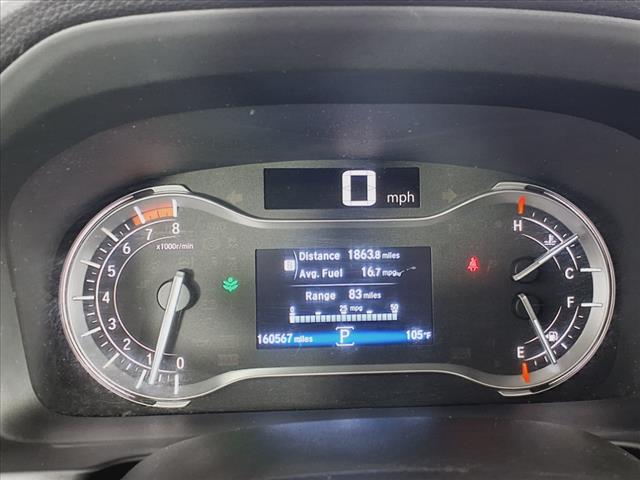 0 mph
8
7
6
5
4
3
2
1
0
x1000r/min
Distance 1863.8 miles
Avg. Fuel 16.7 mpg
Range 83 miles
0 25 50
mpg
160567 miles P 105°F
H
C
F
E